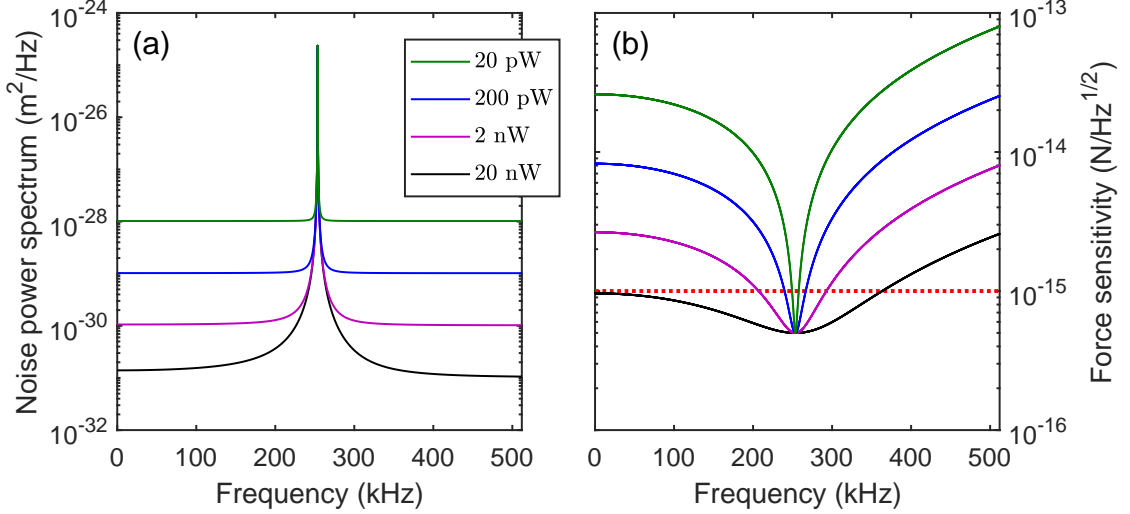 (a)
Noise power spectrum (m²/Hz)
10⁻²⁴
10⁻²⁶
10⁻²⁸
10⁻³⁰
10⁻³²
20 pW
200 pW
2 nW
20 nW
0 100 200 300 400 500
Frequency (kHz)
(b)
10⁻¹³
10⁻¹⁴
10⁻¹⁵
10⁻¹⁶
Force sensitivity (N/Hz^1/2)
0 100 200 300 400 500
Frequency (kHz)